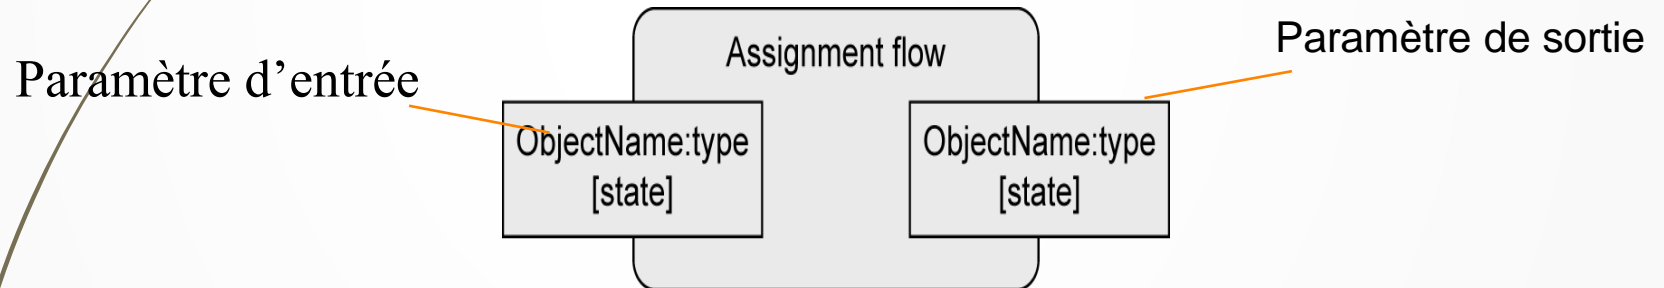 Paramètre d’entrée
Assignment flow
Paramètre de sortie
ObjectName:type
[state]
ObjectName:type
[state]